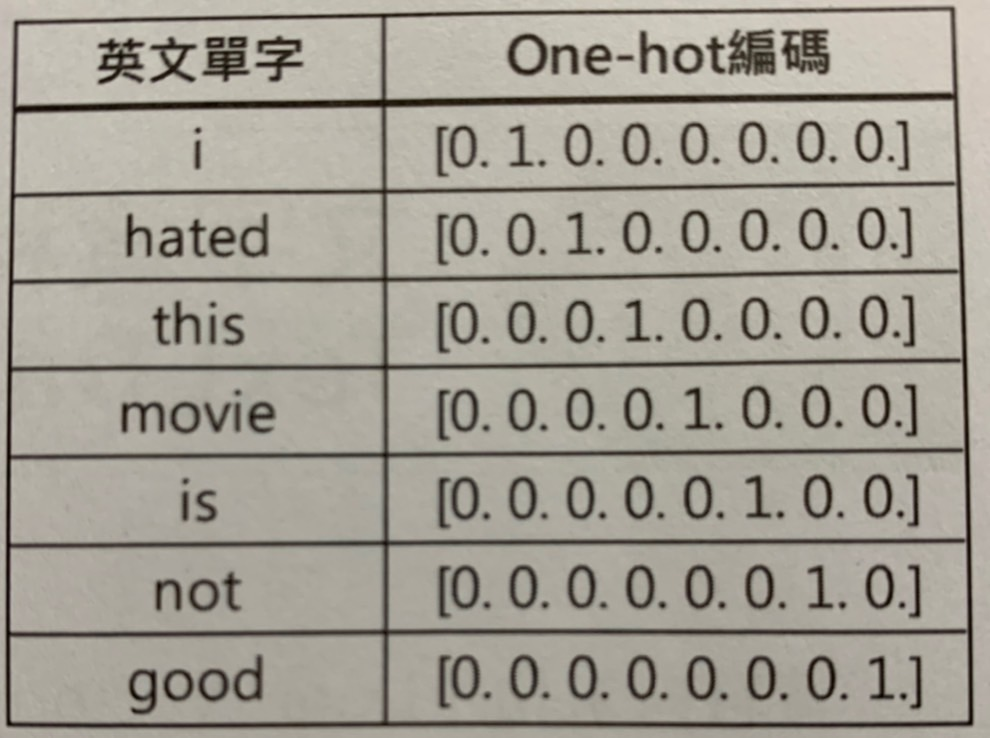 英文單字 One-hot編碼
i [0. 1. 0. 0. 0. 0. 0. 0.]
hated [0. 0. 1. 0. 0. 0. 0. 0.]
this [0. 0. 0. 1. 0. 0. 0. 0.]
movie [0. 0. 0. 0. 1. 0. 0. 0.]
is [0. 0. 0. 0. 0. 1. 0. 0.]
not [0. 0. 0. 0. 0. 0. 1. 0.]
good [0. 0. 0. 0. 0. 0. 0. 1.]